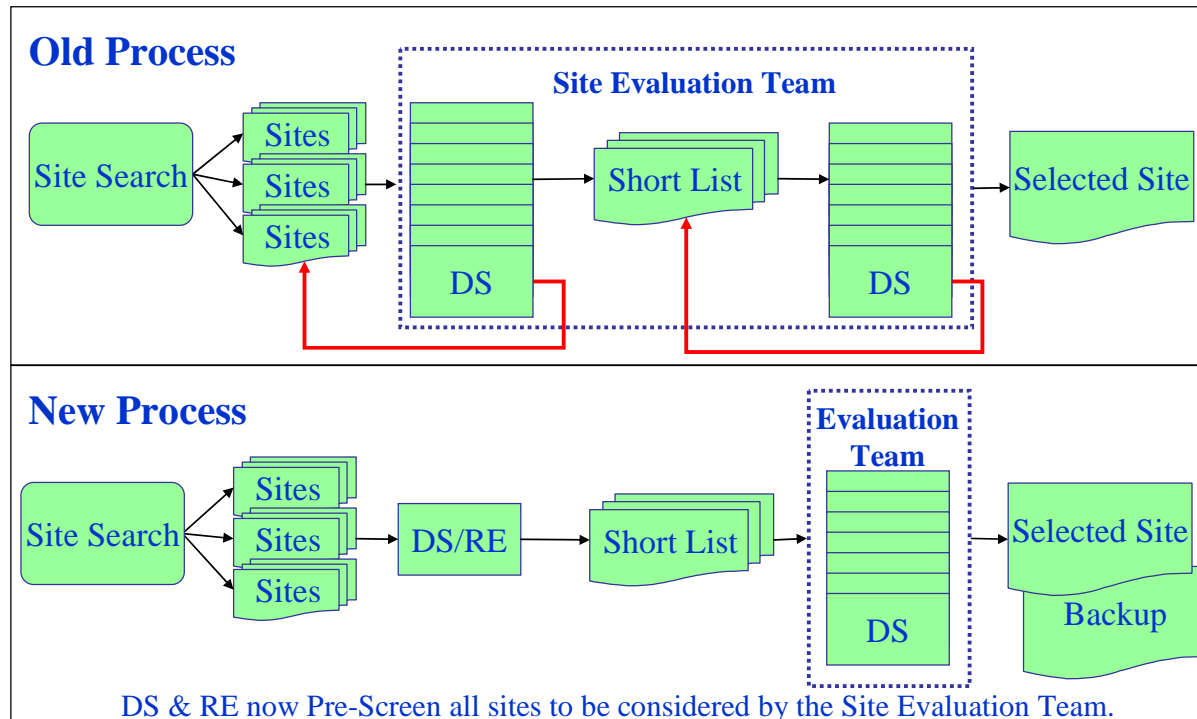 Old Process
Site Evaluation Team
Site Search
Sites
Sites
Sites
DS
Short List
DS
Selected Site
New Process
Evaluation
Team
Site Search
Sites
Sites
Sites
DS/RE
Short List
DS
Selected Site
Backup
DS & RE now Pre-Screen all sites to be considered by the Site Evaluation Team.